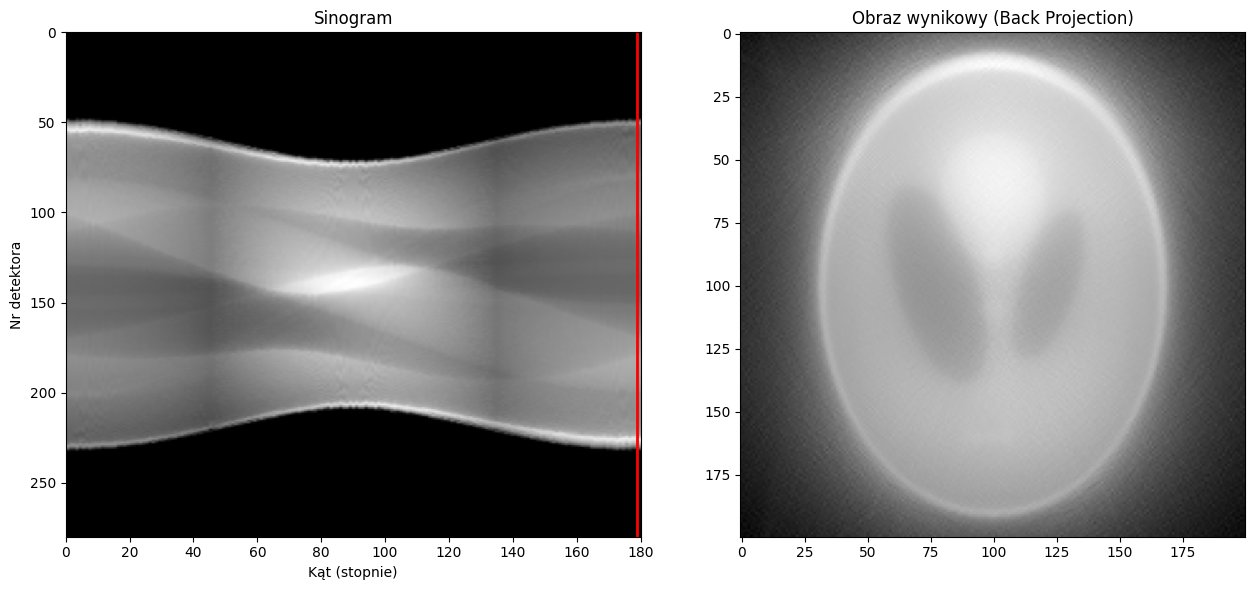 Sinogram
0
50
100
150
200
250
Nr detektora
0 20 40 60 80 100 120 140 160 180
Kąt (stopnie)
Obraz wynikowy (Back Projection)
0
25
50
75
100
125
150
175
0 25 50 75 100 125 150 175